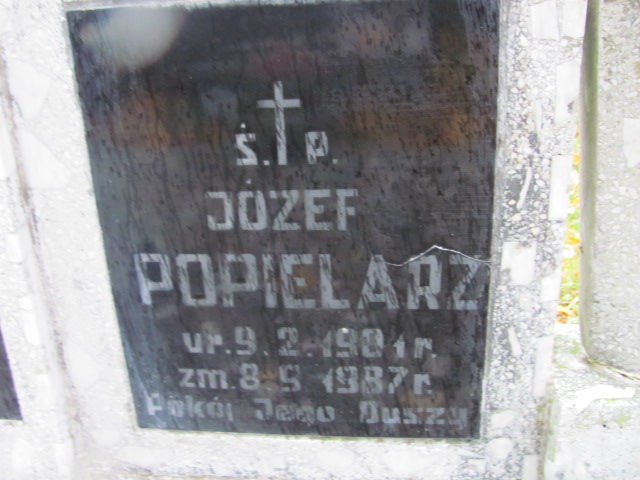 ś. p.
JÓZEF
POPIELARZ
ur. 9. 2. 1901 r.
zm. 8. 9. 1987 r.
Pokój Jego Duszy